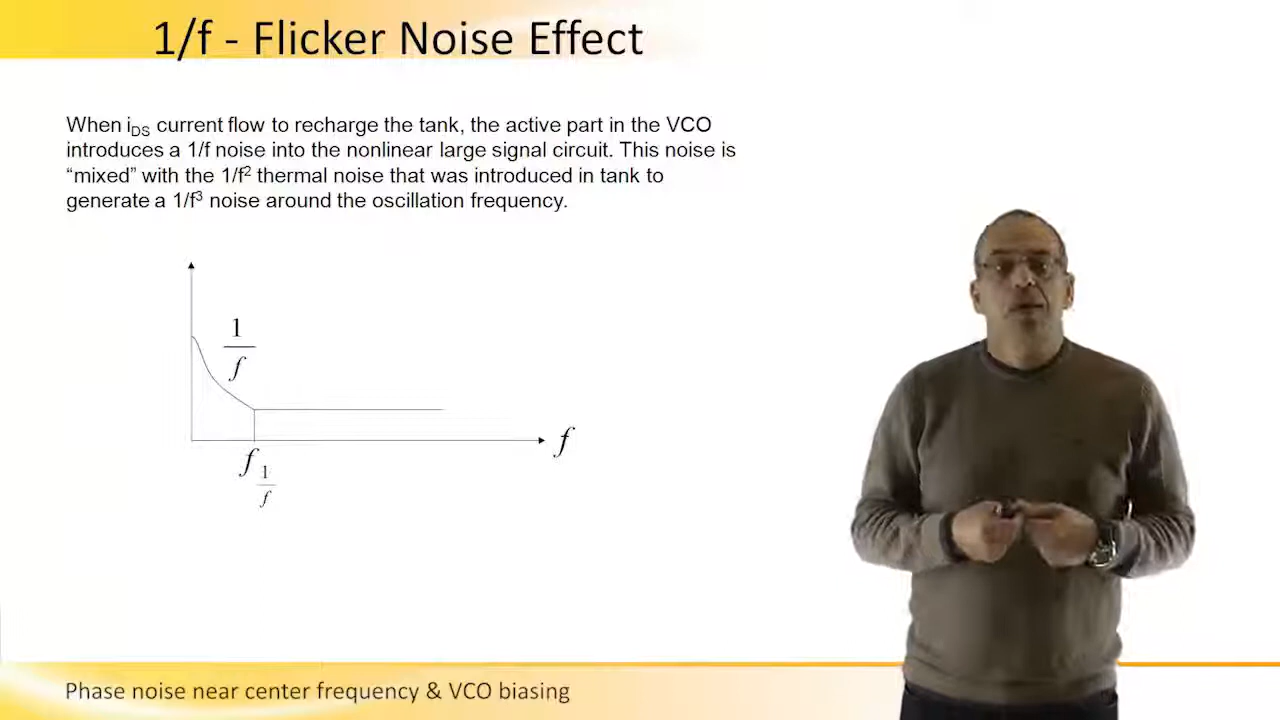 1/f - Flicker Noise Effect
When i_DS current flow to recharge the tank, the active part in the VCO
introduces a 1/f noise into the nonlinear large signal circuit. This noise is
“mixed” with the 1/f² thermal noise that was introduced in tank to
generate a 1/f³ noise around the oscillation frequency.
1
f
f
f
1
f
Phase noise near center frequency & VCO biasing